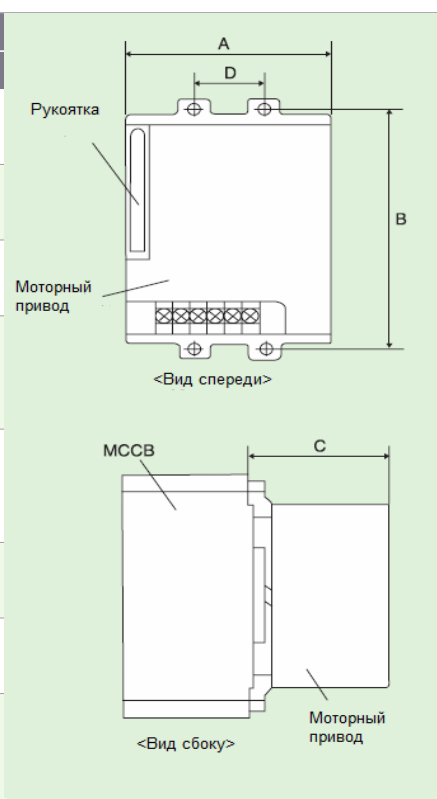 A
D
Рукоятка
B
Моторный
привод
<Вид спереди>
MCCB
C
Моторный
привод
<Вид сбоку>